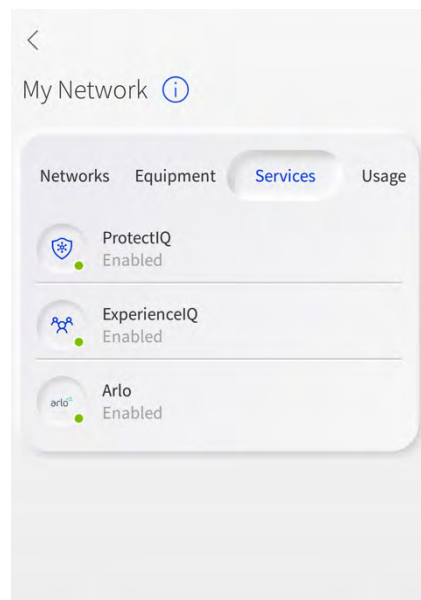 My Network
Networks Equipment Services Usage
ProtectIQ
Enabled
ExperienceIQ
Enabled
arlo
Arlo
Enabled